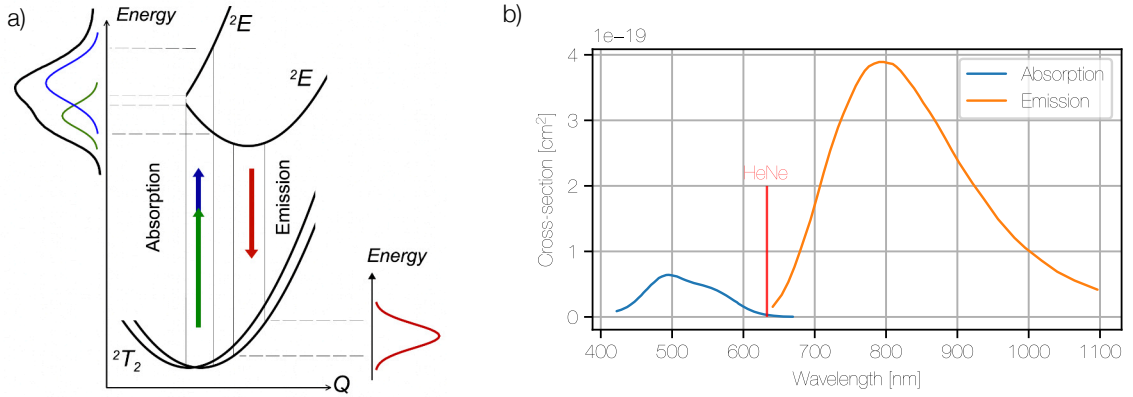 a)
Energy
²E
²E
Absorption
Emission
Energy
²T₂
Q
b)
1e−19
Absorption
Emission
HeNe
Cross-section [cm²]
4
3
2
1
0
400 500 600 700 800 900 1000 1100
Wavelength [nm]